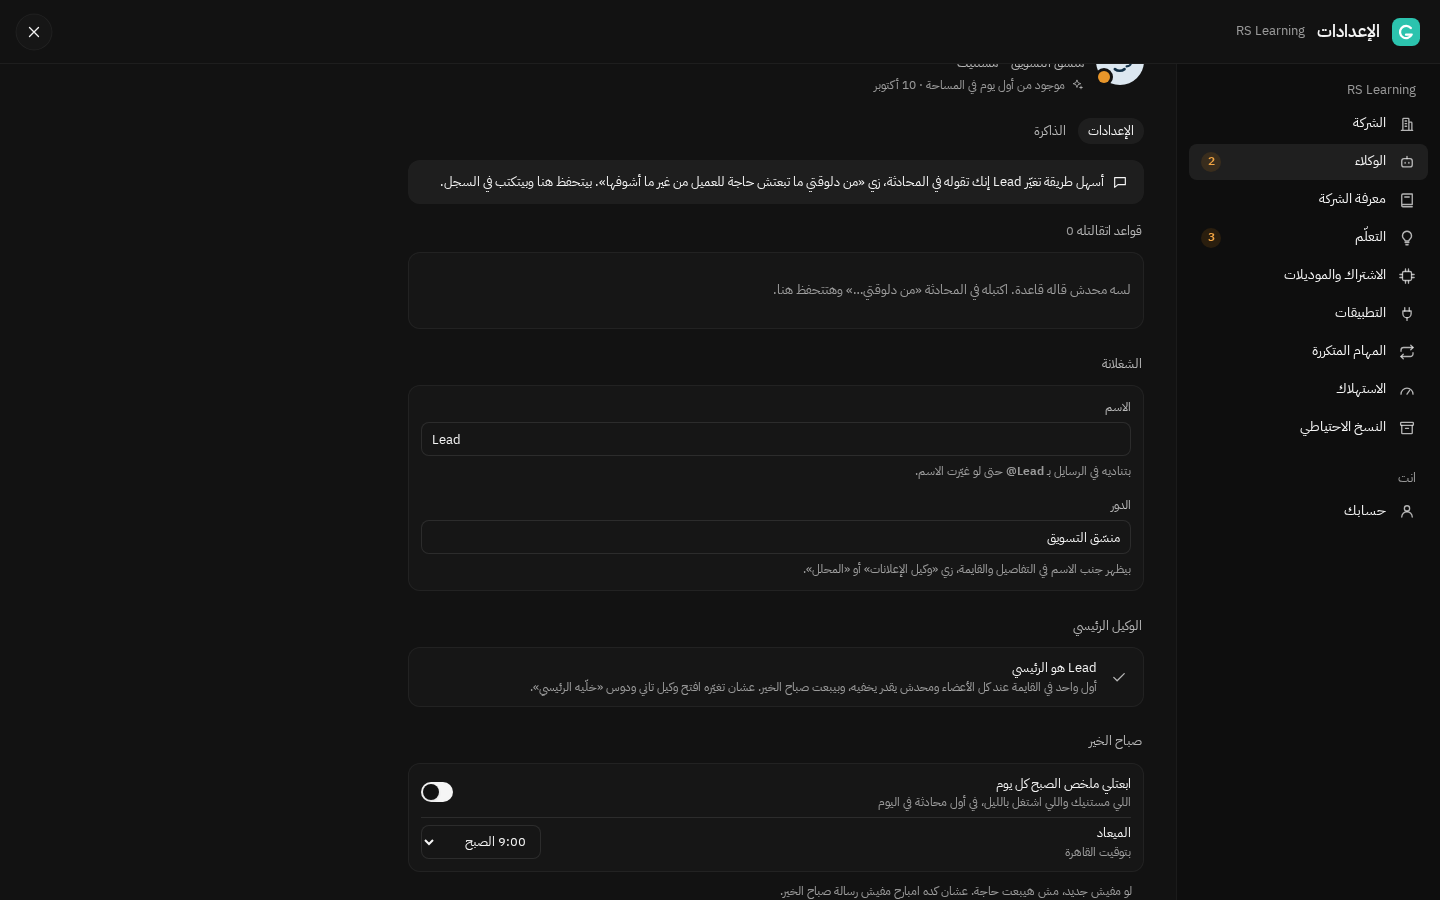 الإعدادات RS Learning
RS Learning
الشركة
الوكلاء 2
معرفة الشركة
التعلّم 3
الاشتراك والموديلات
التطبيقات
المهام المتكررة
الاستهلاك
النسخ الاحتياطي
انت
حسابك
منسّق التسويق
موجود من أول يوم في المساحة · 10 أكتوبر
الإعدادات الذاكرة
أسهل طريقة تغيّر Lead إنك تقوله في المحادثة، زي «من دلوقتي ما تبعتش حاجة للعميل من غير ما أشوفها». بيتحفظ هنا وبيتكتب في السجل.
قواعد اتقالتله 0
لسه محدش قاله قاعدة. اكتبله في المحادثة «من دلوقتي…» وهتتحفظ هنا.
الشغلانة
الاسم
Lead
بتناديه في الرسايل بـ @Lead حتى لو غيّرت الاسم.
الدور
منسّق التسويق
بيظهر جنب الاسم في التفاصيل والقايمة، زي «وكيل الإعلانات» أو «المحلل».
الوكيل الرئيسي
Lead هو الرئيسي
أول واحد في القايمة عند كل الأعضاء ومحدش يقدر يخفيه، وبيبعت صباح الخير. عشان تغيّره افتح وكيل تاني ودوس «خلّيه الرئيسي».
صباح الخير
ابعتلي ملخص الصبح كل يوم
اللي مستنيك واللي اشتغل بالليل، في أول محادثة في اليوم
الميعاد
9:00 الصبح
بتوقيت القاهرة
لو مفيش جديد، مش هيبعت حاجة. عشان كده امبارح مفيش رسالة صباح الخير.